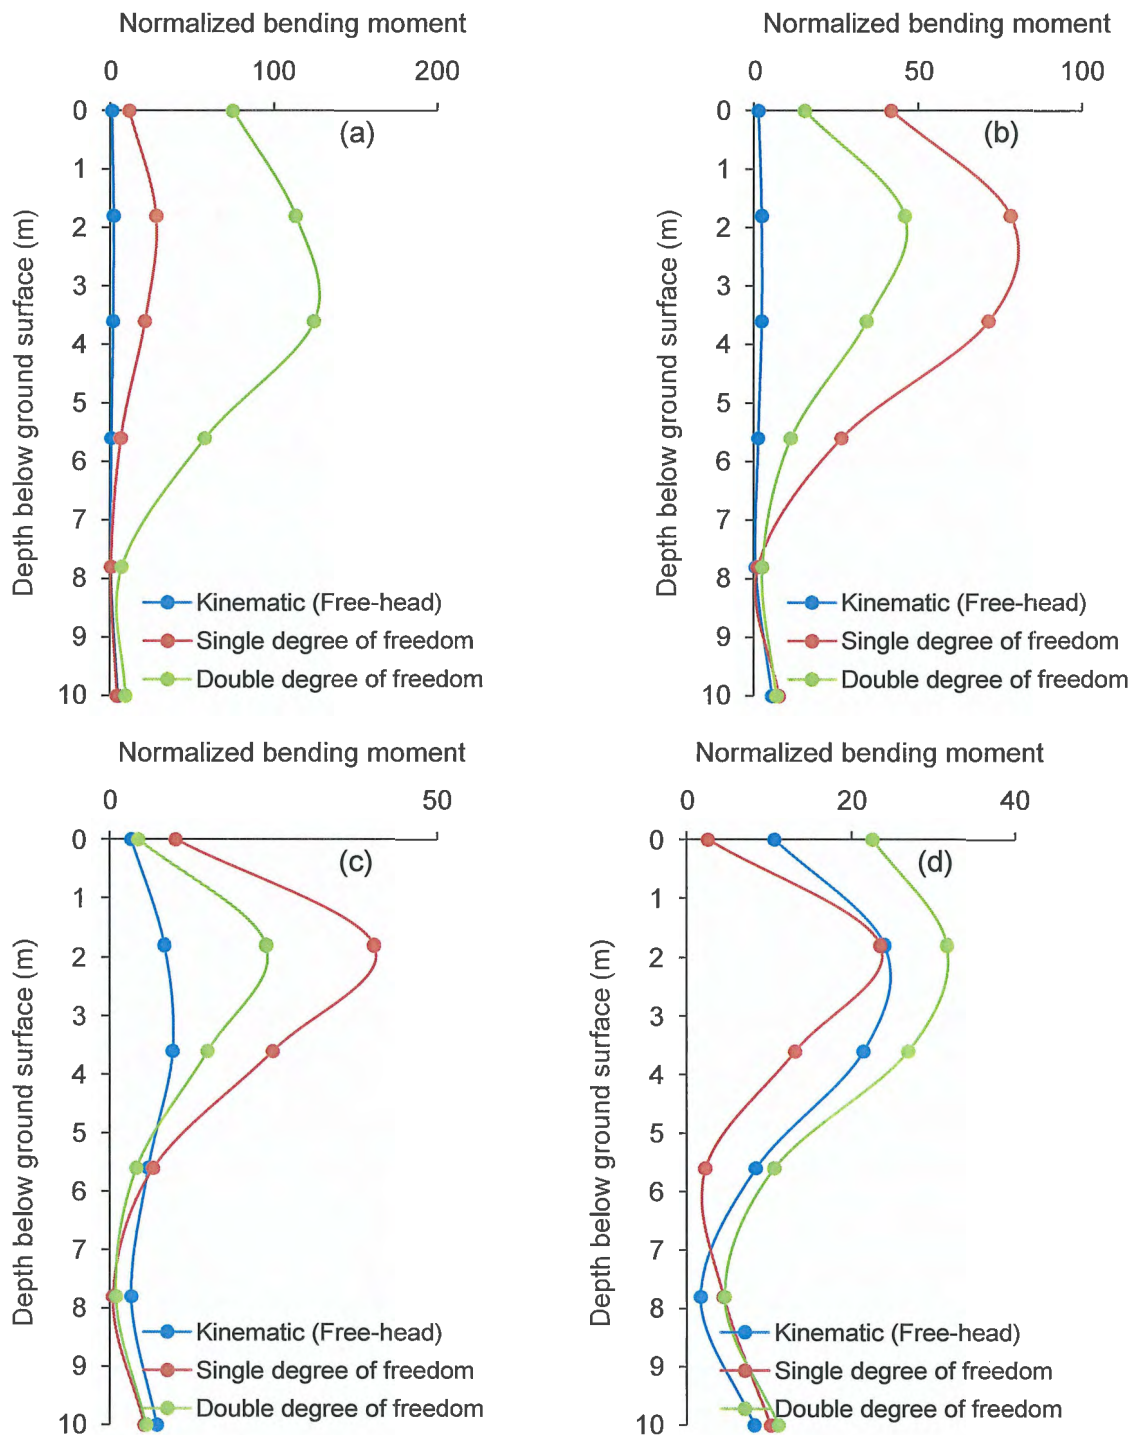 Normalized bending moment
0 100 200
0
1
2
3
4
5
6
7
8
9
10
Depth below ground surface (m)
(a)
Kinematic (Free-head)
Single degree of freedom
Double degree of freedom
Normalized bending moment
0 50 100
0
1
2
3
4
5
6
7
8
9
10
Depth below ground surface (m)
(b)
Kinematic (Free-head)
Single degree of freedom
Double degree of freedom
Normalized bending moment
0 50
0
1
2
3
4
5
6
7
8
9
10
Depth below ground surface (m)
(c)
Kinematic (Free-head)
Single degree of freedom
Double degree of freedom
Normalized bending moment
0 20 40
0
1
2
3
4
5
6
7
8
9
10
Depth below ground surface (m)
(d)
Kinematic (Free-head)
Single degree of freedom
Double degree of freedom